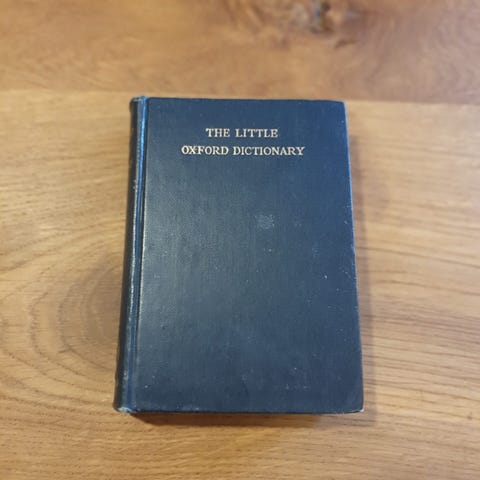 THE LITTLE
OXFORD DICTIONARY